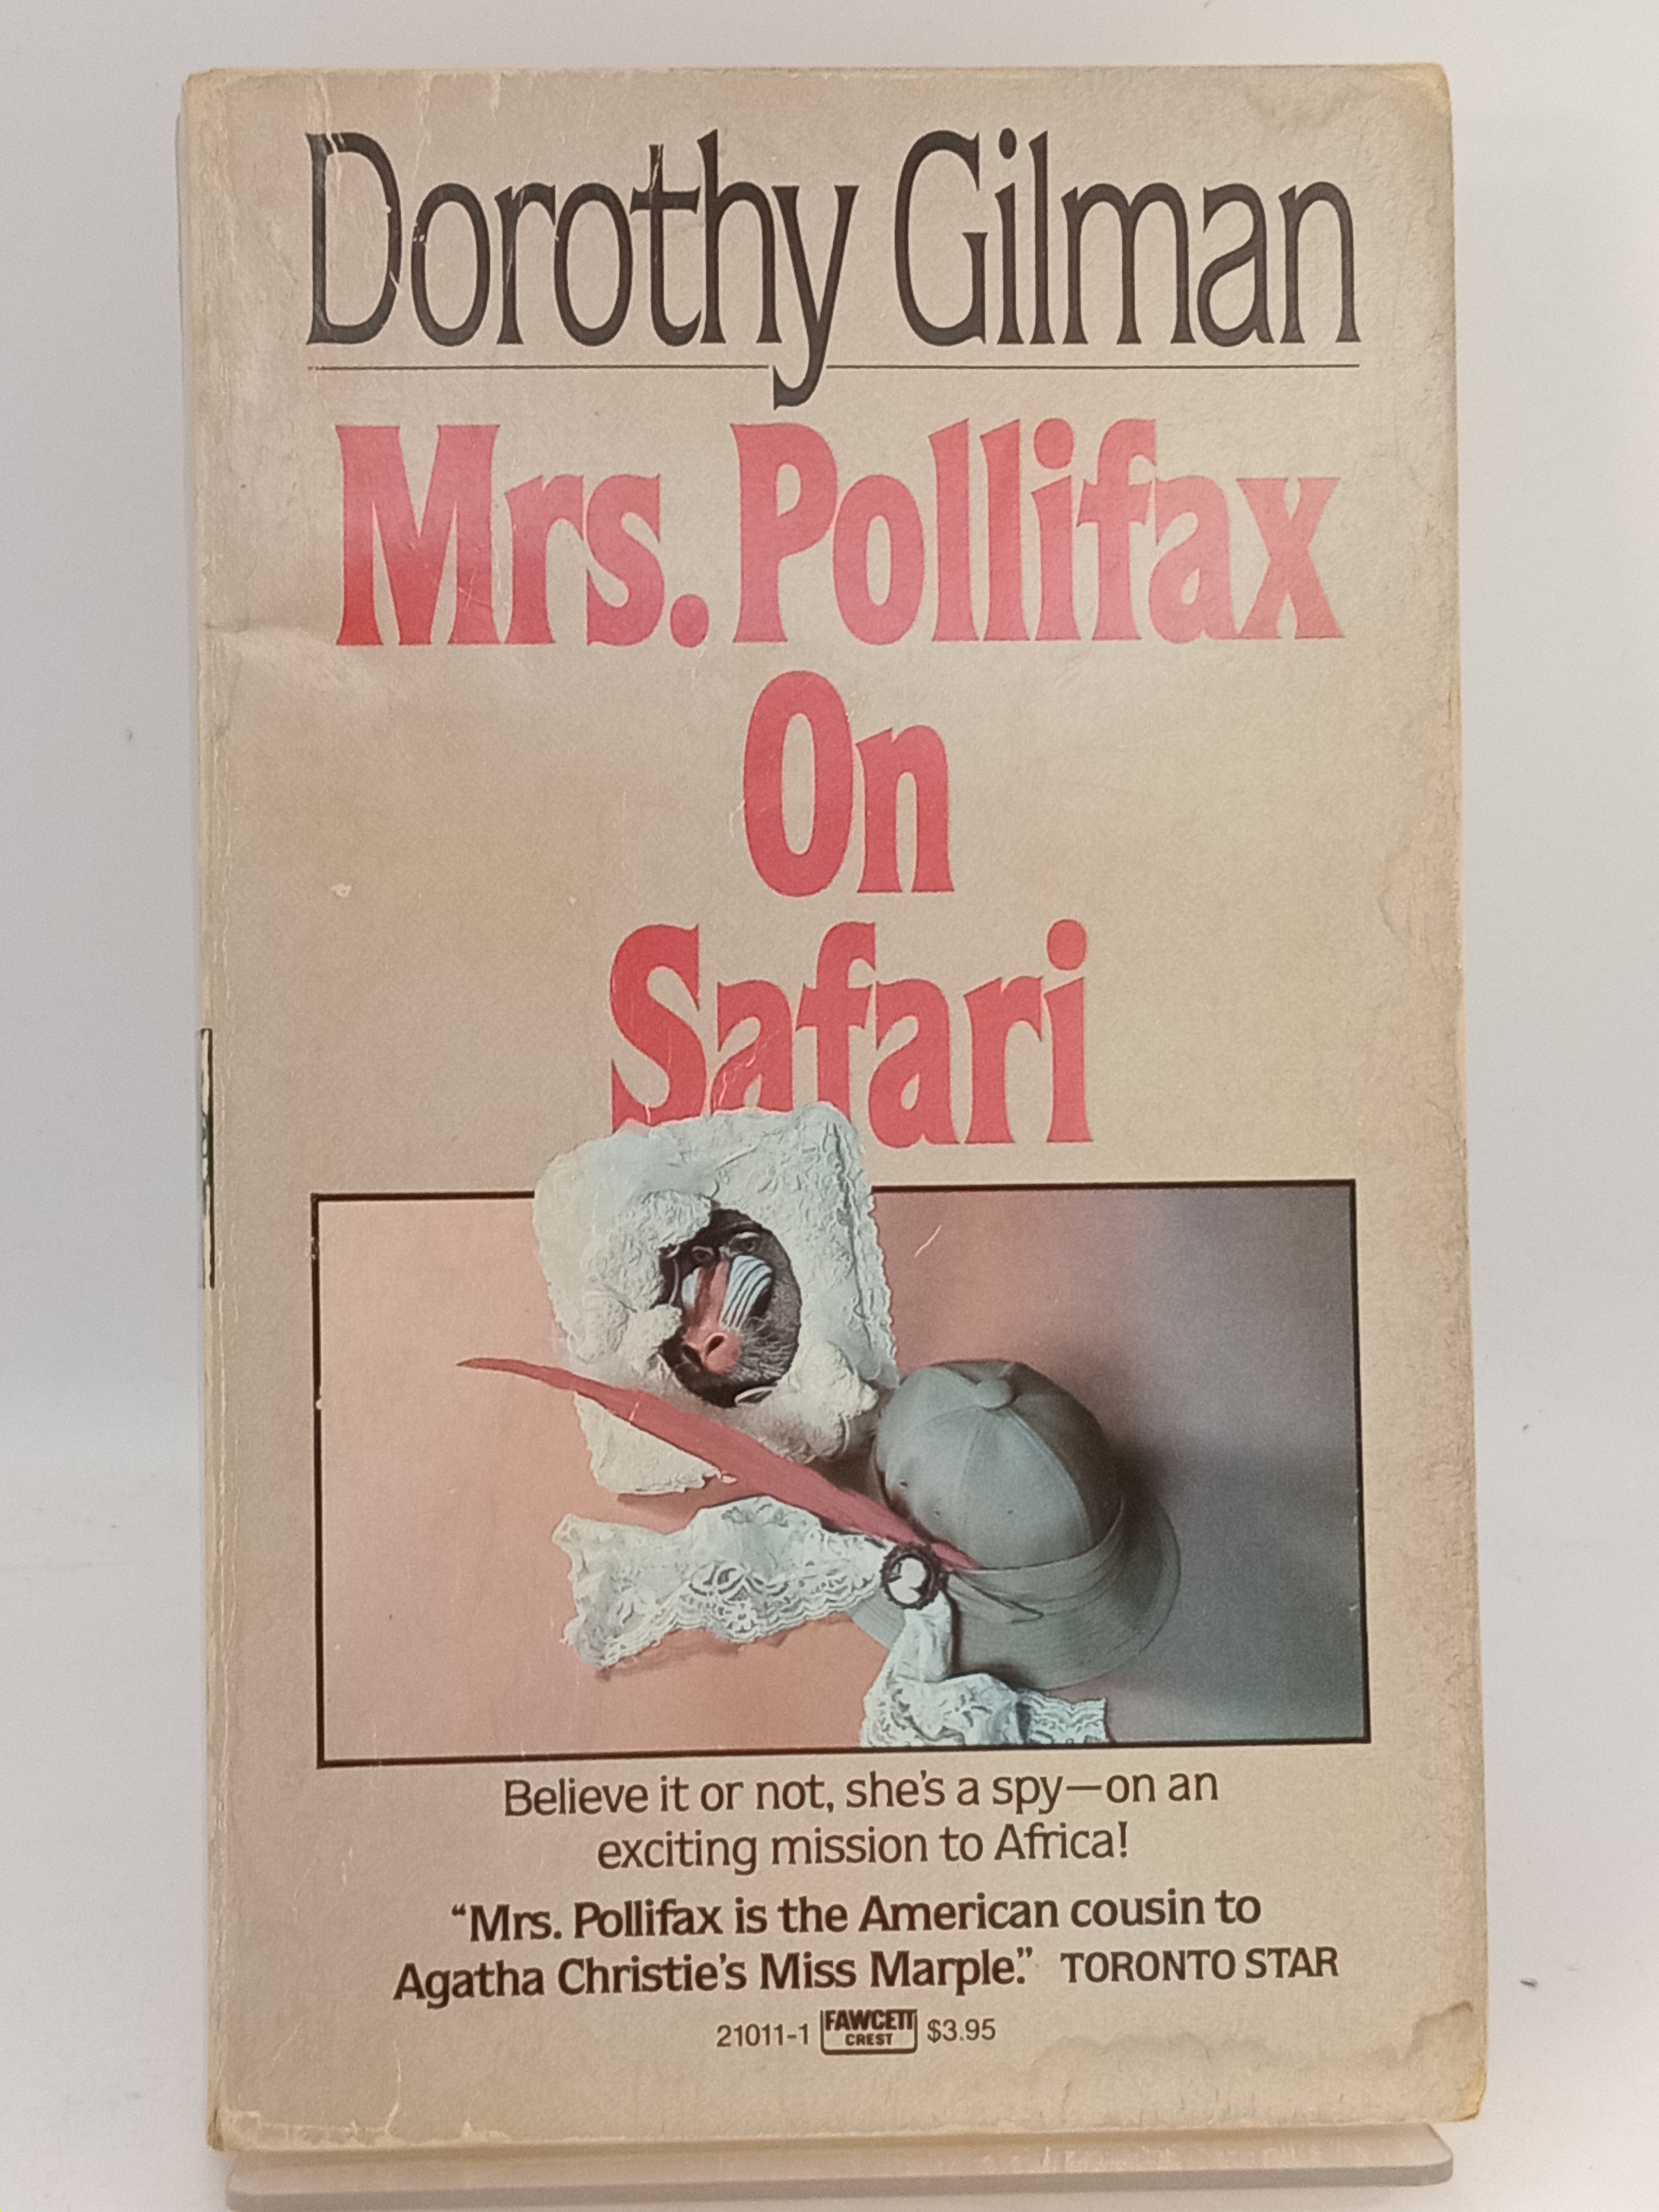 Dorothy Gilman
Mrs. Pollifax
On
Safari
Believe it or not, she's a spy—on an
exciting mission to Africa!
“Mrs. Pollifax is the American cousin to
Agatha Christie's Miss Marple.” TORONTO STAR
21011-1 FAWCETT CREST $3.95